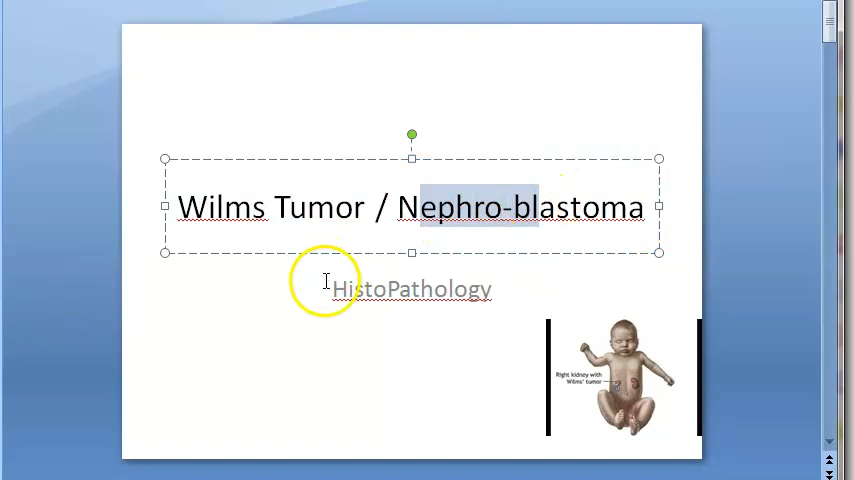 Wilms Tumor / Nephro-blastoma
HistoPathology
Right kidney with
Wilms' tumor